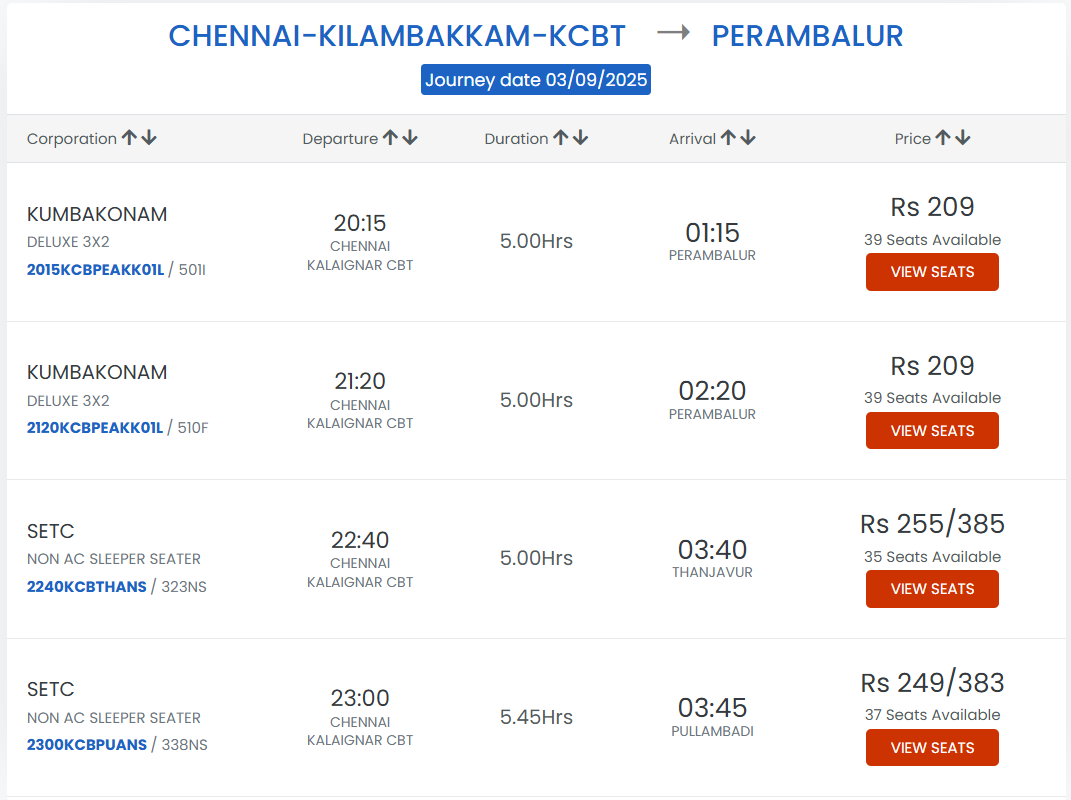 CHENNAI-KILAMBAKKAM-KCBT → PERAMBALUR
Journey date 03/09/2025
Corporation ↑↓ Departure ↑↓ Duration ↑↓ Arrival ↑↓ Price ↑↓
KUMBAKONAM
DELUXE 3X2
2015KCBPEAKK01L / 501I
20:15
CHENNAI
KALAIGNAR CBT
5.00Hrs
01:15
PERAMBALUR
Rs 209
39 Seats Available
VIEW SEATS
KUMBAKONAM
DELUXE 3X2
2120KCBPEAKK01L / 510F
21:20
CHENNAI
KALAIGNAR CBT
5.00Hrs
02:20
PERAMBALUR
Rs 209
39 Seats Available
VIEW SEATS
SETC
NON AC SLEEPER SEATER
2240KCBTHANS / 323NS
22:40
CHENNAI
KALAIGNAR CBT
5.00Hrs
03:40
THANJAVUR
Rs 255/385
35 Seats Available
VIEW SEATS
SETC
NON AC SLEEPER SEATER
2300KCBPUANS / 338NS
23:00
CHENNAI
KALAIGNAR CBT
5.45Hrs
03:45
PULLAMBADI
Rs 249/383
37 Seats Available
VIEW SEATS